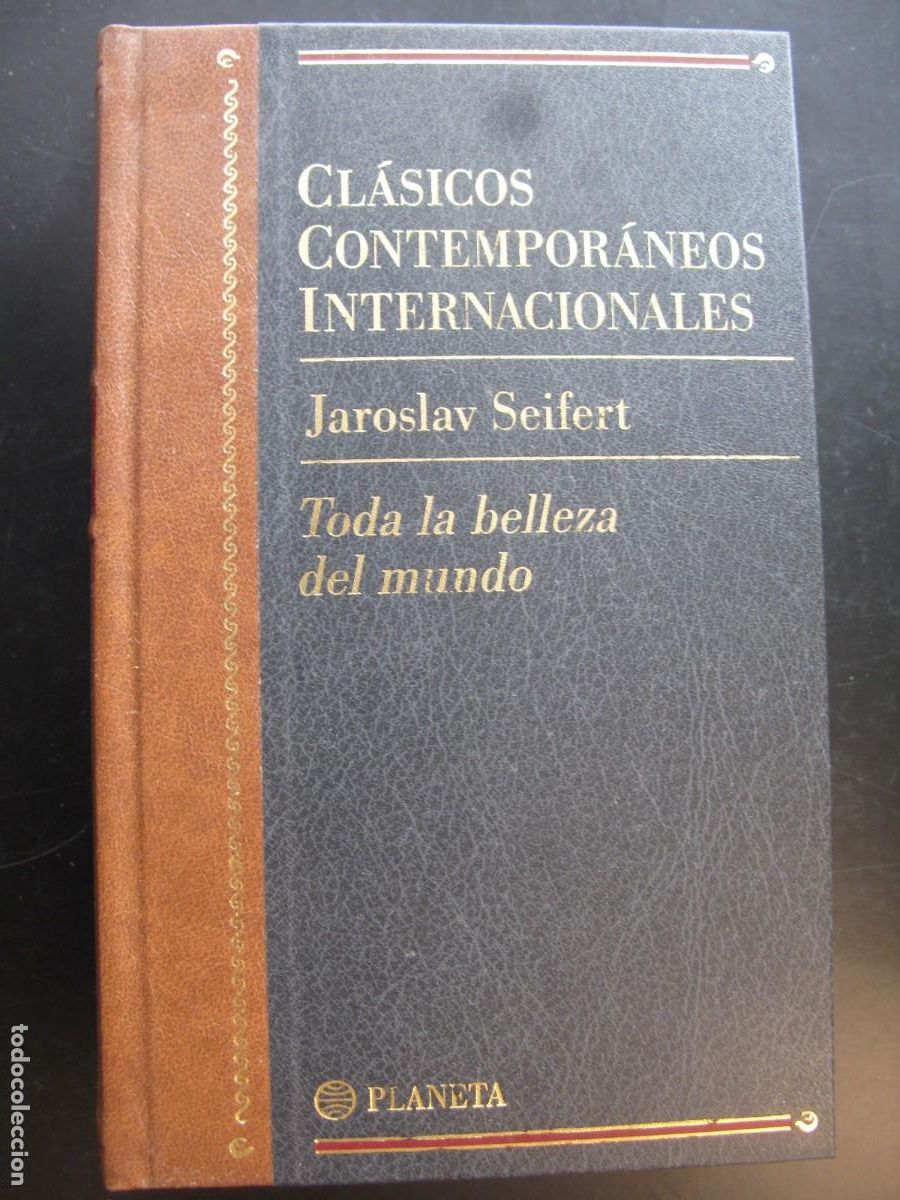 CLÁSICOS
CONTEMPORÁNEOS
INTERNACIONALES
Jaroslav Seifert
Toda la belleza
del mundo
PLANETA
todocoleccion